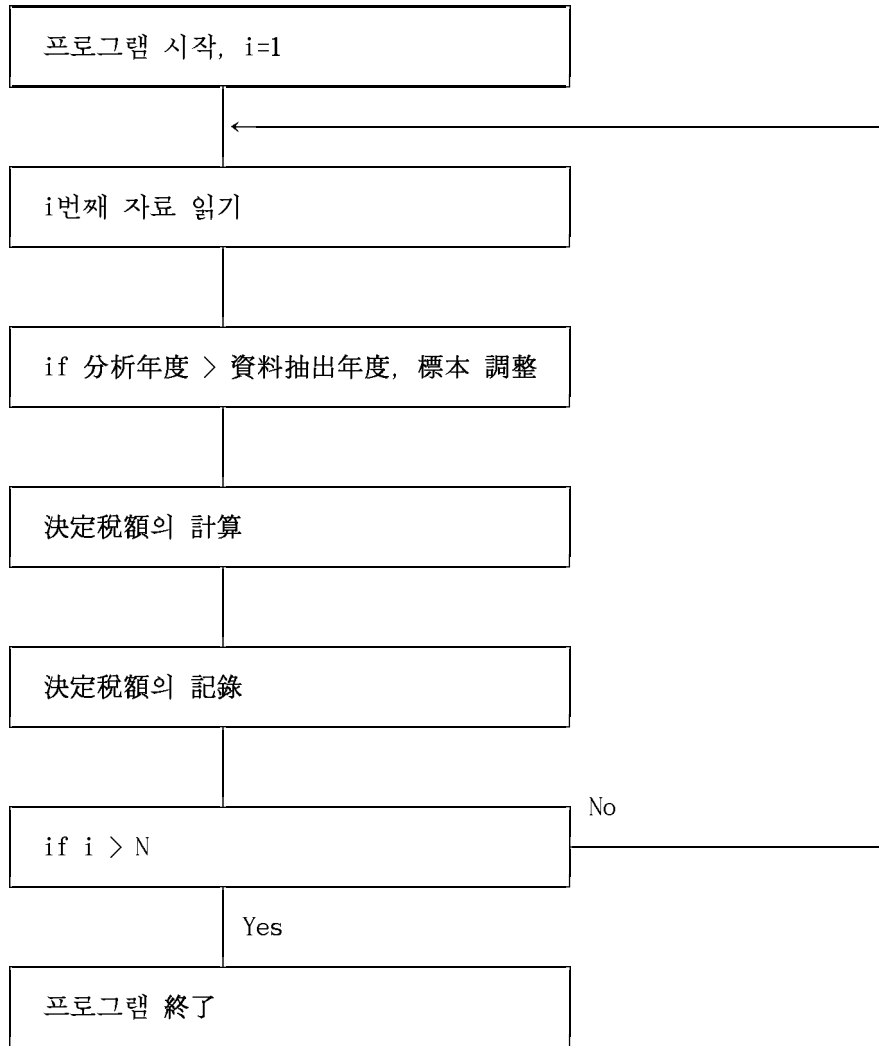 프로그램 시작, i=1
i번째 자료 읽기
if 分析年度 > 資料抽出年度, 標本 調整
決定稅額의 計算
決定稅額의 記錄
No
if i > N
Yes
프로그램 終了